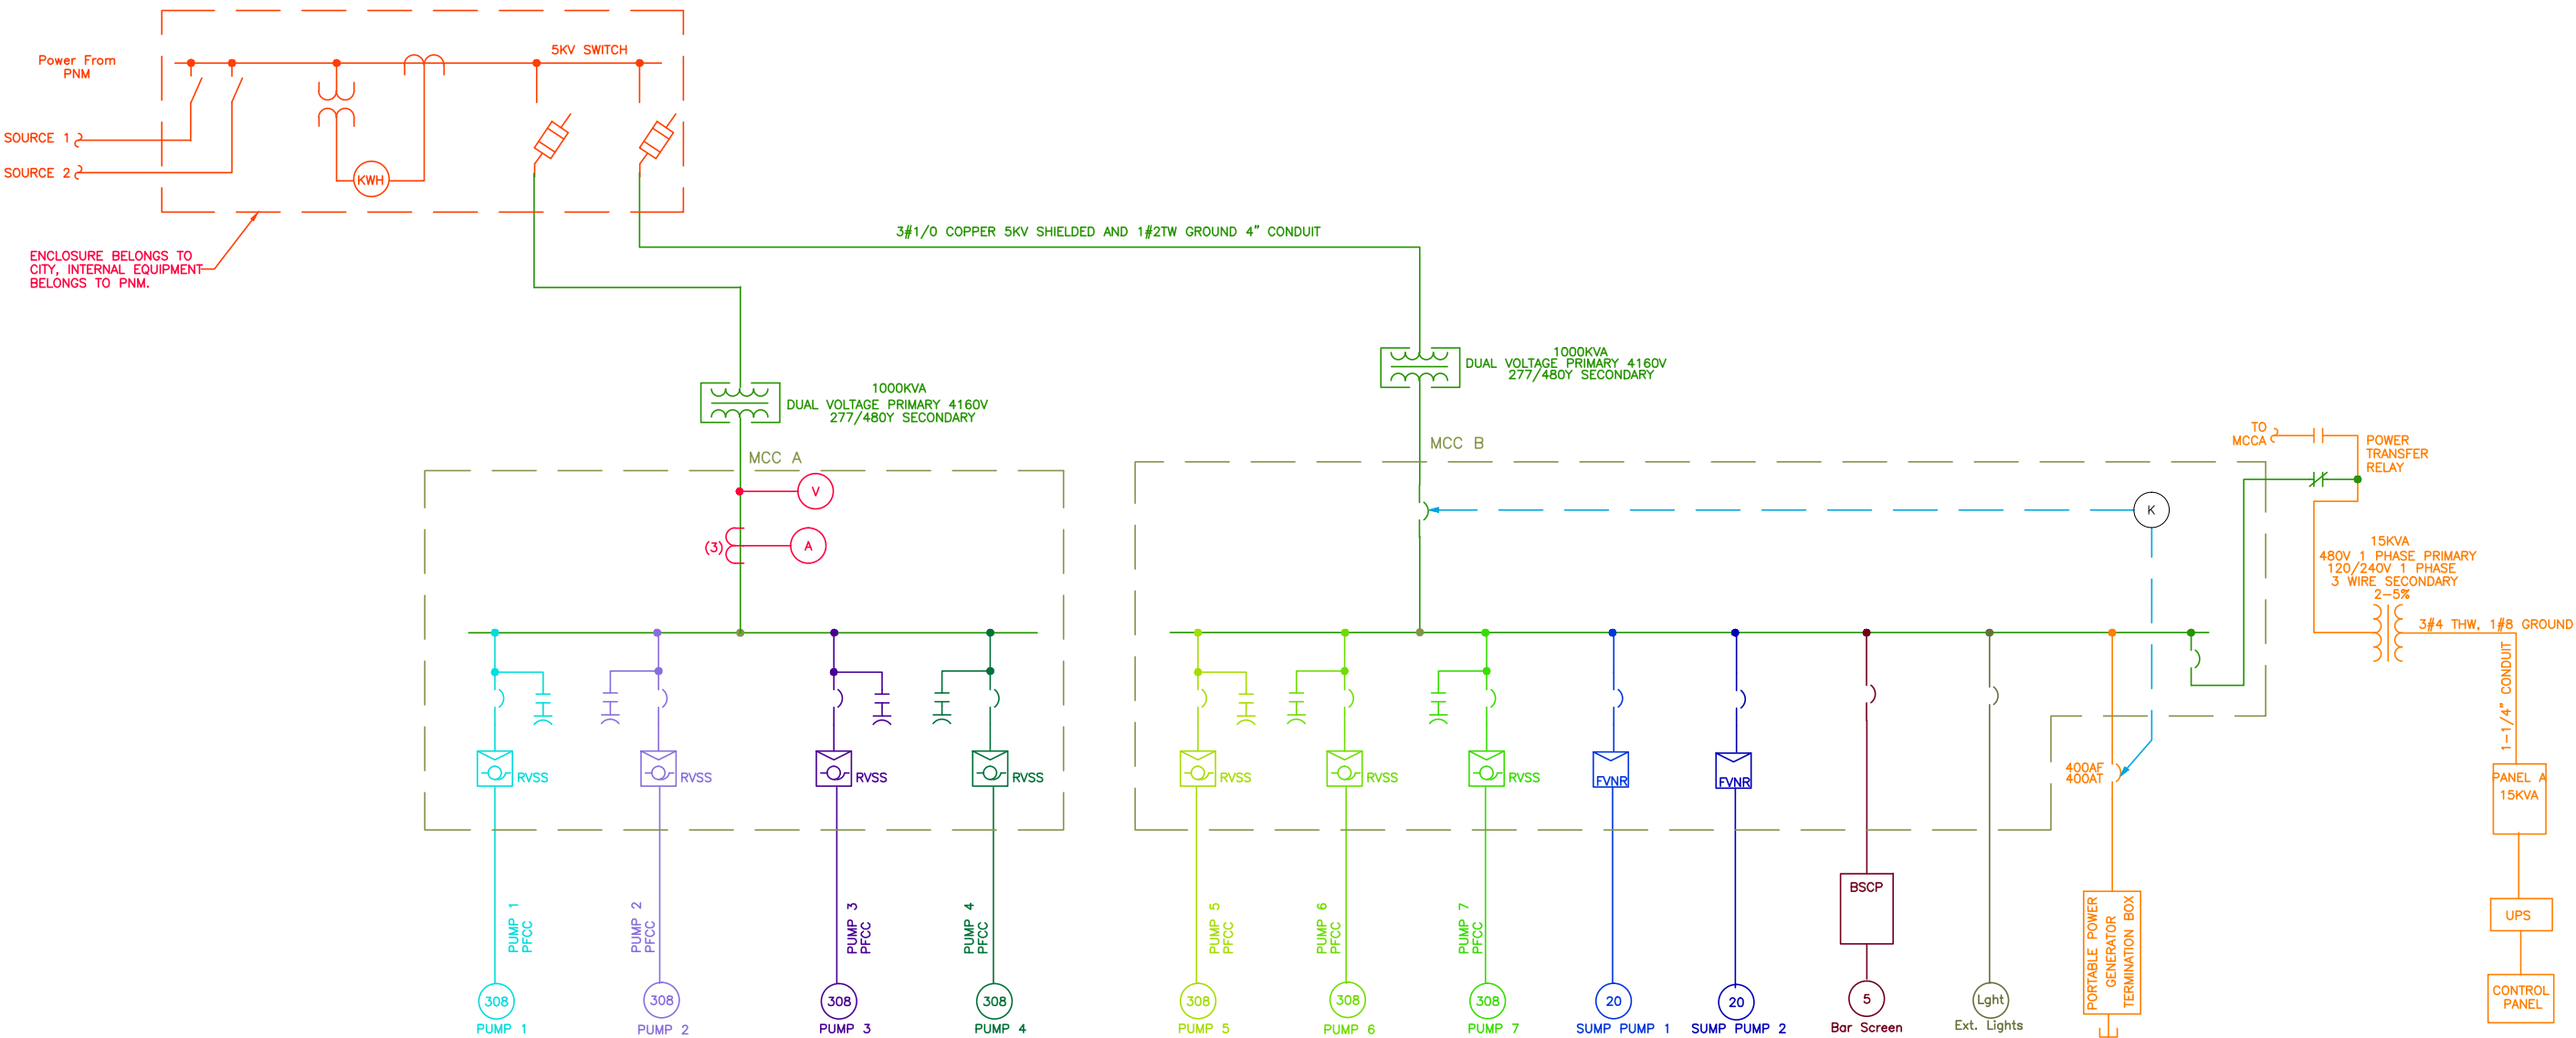 5KV SWITCH
Power From
PNM
SOURCE 1
SOURCE 2
KWH
ENCLOSURE BELONGS TO
CITY, INTERNAL EQUIPMENT
BELONGS TO PNM.
3#1/0 COPPER 5KV SHIELDED AND 1#2TW GROUND 4" CONDUIT
1000KVA
DUAL VOLTAGE PRIMARY 4160V
277/480Y SECONDARY
1000KVA
DUAL VOLTAGE PRIMARY 4160V
277/480Y SECONDARY
MCC A
V
(3)
A
MCC B
K
TO
MCCA
POWER
TRANSFER
RELAY
15KVA
480V 1 PHASE PRIMARY
120/240V 1 PHASE
3 WIRE SECONDARY
2-5%
3#4 THW, 1#8 GROUND
1-1/4" CONDUIT
RVSS
RVSS
RVSS
RVSS
RVSS
RVSS
RVSS
FVNR
FVNR
400AF
400AT
PANEL A
15KVA
BSCP
UPS
CONTROL
PANEL
PUMP 1
PFCC
PUMP 2
PFCC
PUMP 3
PFCC
PUMP 4
PFCC
PUMP 5
PFCC
PUMP 6
PFCC
PUMP 7
PFCC
PORTABLE POWER
GENERATOR
TERMINATION BOX
308
PUMP 1
308
PUMP 2
308
PUMP 3
308
PUMP 4
308
PUMP 5
308
PUMP 6
308
PUMP 7
20
SUMP PUMP 1
20
SUMP PUMP 2
5
Bar Screen
Lght
Ext. Lights